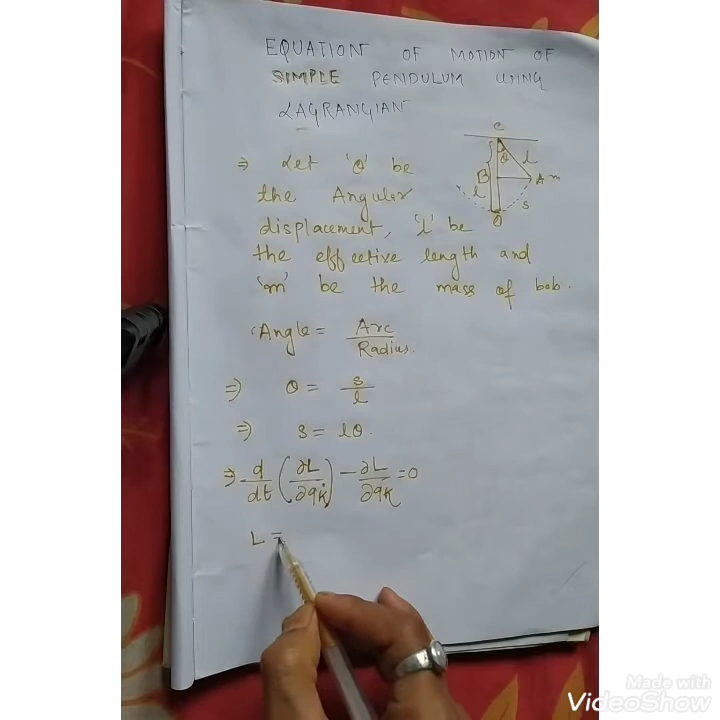 EQUATION OF MOTION OF
SIMPLE PENDULUM USING
LAGRANGIAN
⇒ Let 'θ' be
the Angular
displacement, 'l' be
the effective length and
'm' be the mass of bob.
C
θ
l
B
A m
l
s
O
Angle = Arc / Radius.
⇒ θ = s / l
⇒ s = lθ.
⇒ d/dt (∂L/∂q̇k) − ∂L/∂qk = 0
L =
Made with
VideoShow